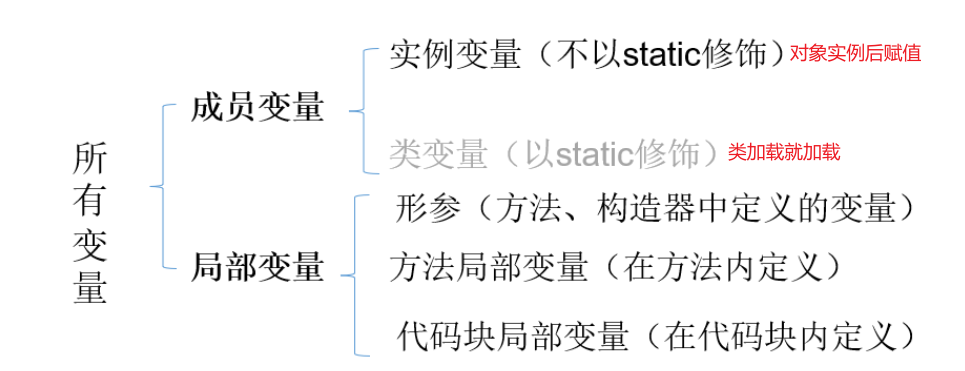 所有变量
成员变量
实例变量（不以static修饰）对象实例后赋值
类变量（以static修饰）类加载就加载
局部变量
形参（方法、构造器中定义的变量）
方法局部变量（在方法内定义）
代码块局部变量（在代码块内定义）